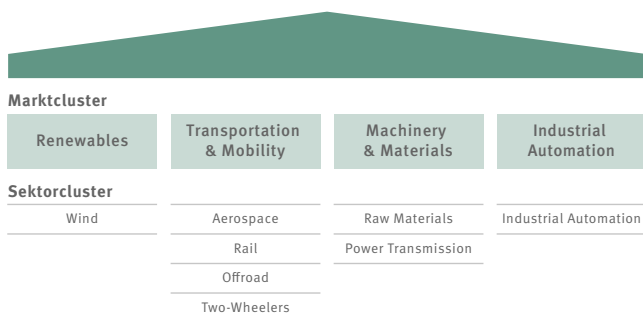 Marktcluster
Renewables
Transportation
& Mobility
Machinery
& Materials
Industrial
Automation
Sektorcluster
Wind
Aerospace
Raw Materials
Industrial Automation
Rail
Power Transmission
Offroad
Two-Wheelers